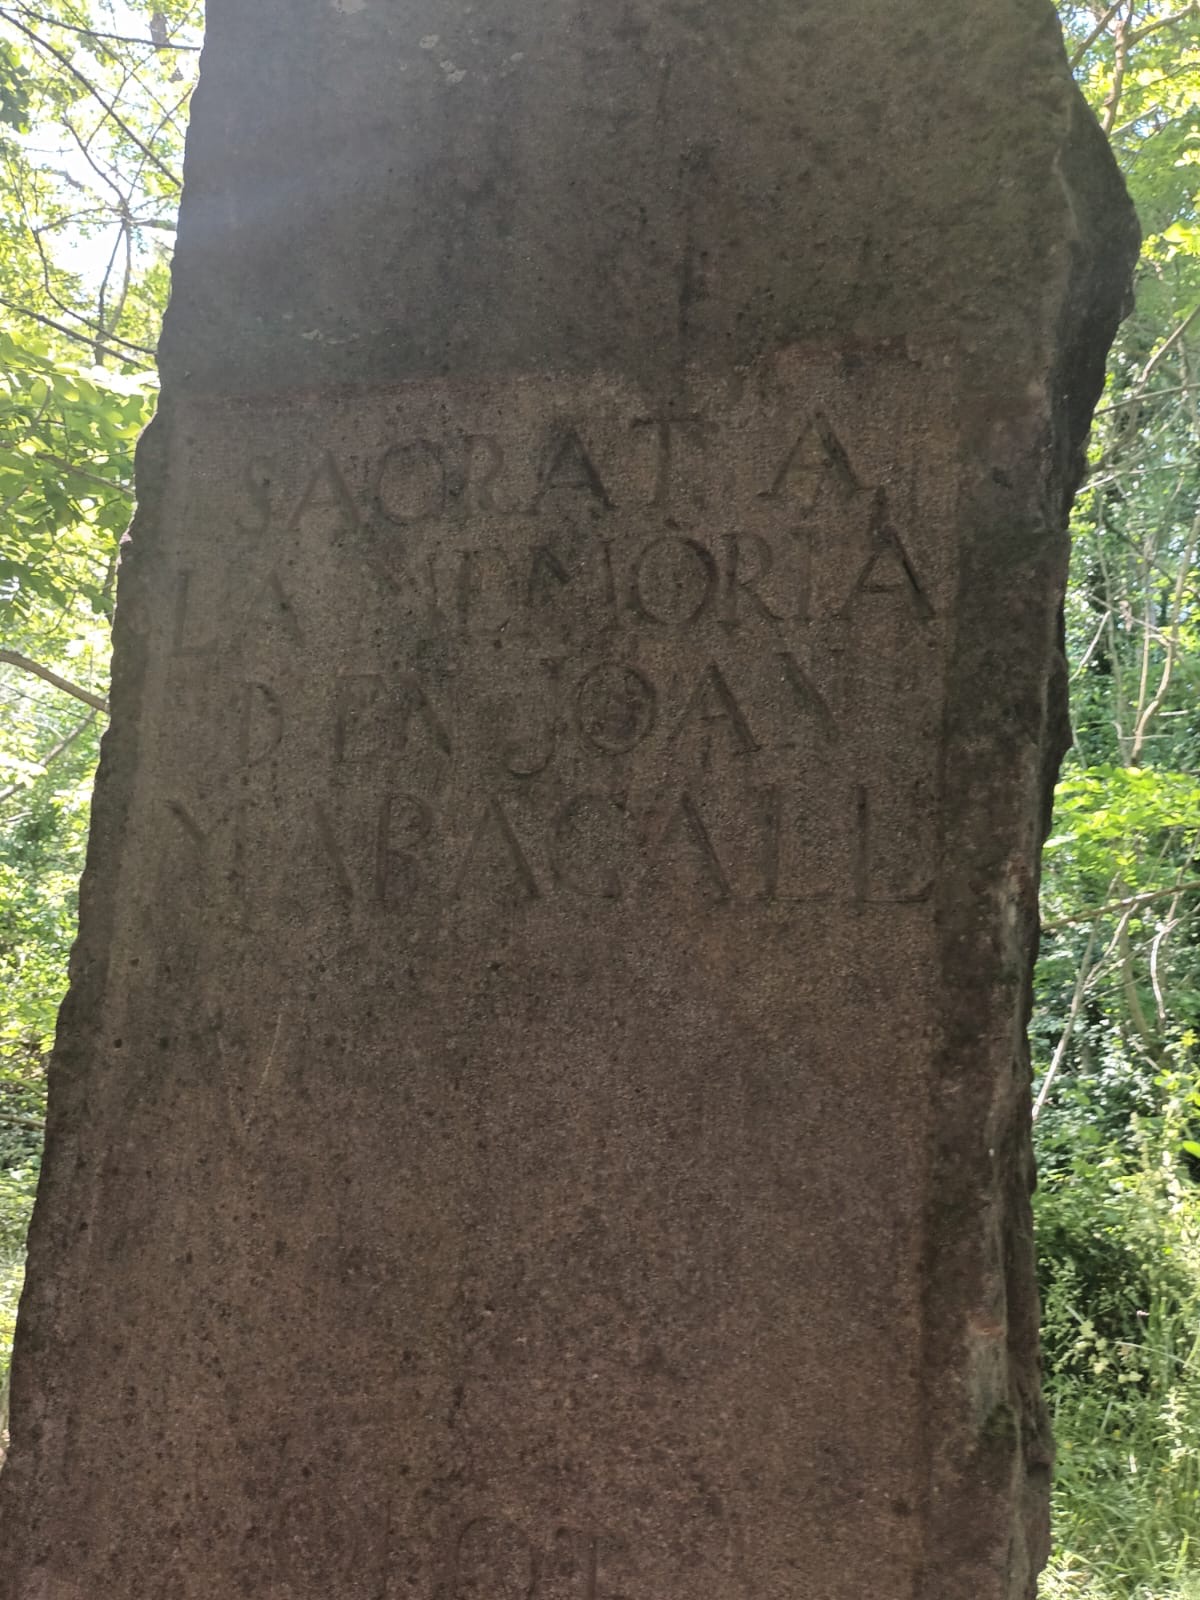 SACRAT A
LA MEMORIA
D EN JOAN
MARAGALL